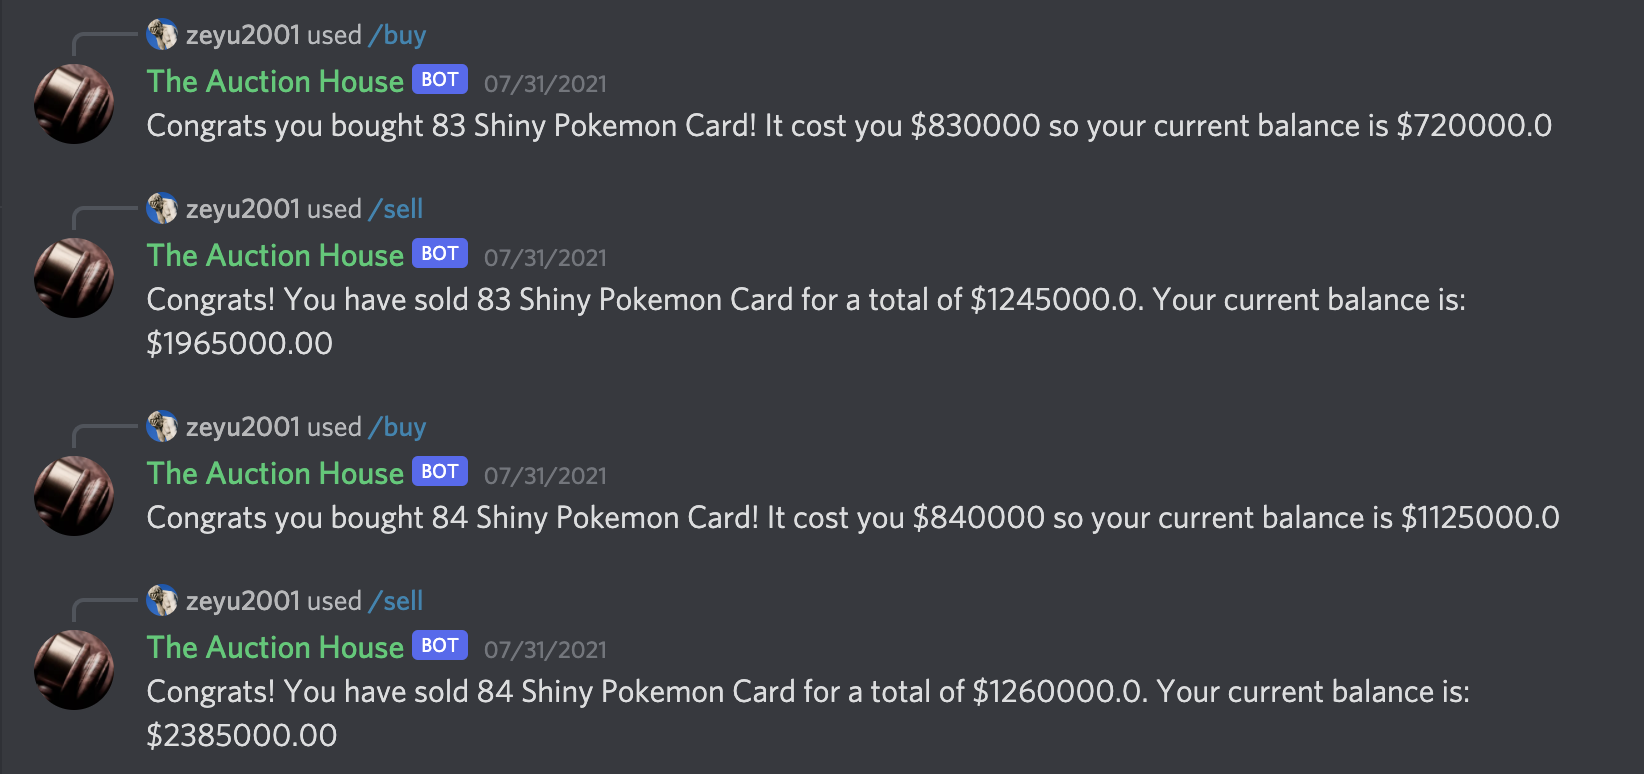 zeyu2001 used /buy
The Auction House BOT 07/31/2021
Congrats you bought 83 Shiny Pokemon Card! It cost you $830000 so your current balance is $720000.0
zeyu2001 used /sell
The Auction House BOT 07/31/2021
Congrats! You have sold 83 Shiny Pokemon Card for a total of $1245000.0. Your current balance is:
$1965000.00
zeyu2001 used /buy
The Auction House BOT 07/31/2021
Congrats you bought 84 Shiny Pokemon Card! It cost you $840000 so your current balance is $1125000.0
zeyu2001 used /sell
The Auction House BOT 07/31/2021
Congrats! You have sold 84 Shiny Pokemon Card for a total of $1260000.0. Your current balance is:
$2385000.00